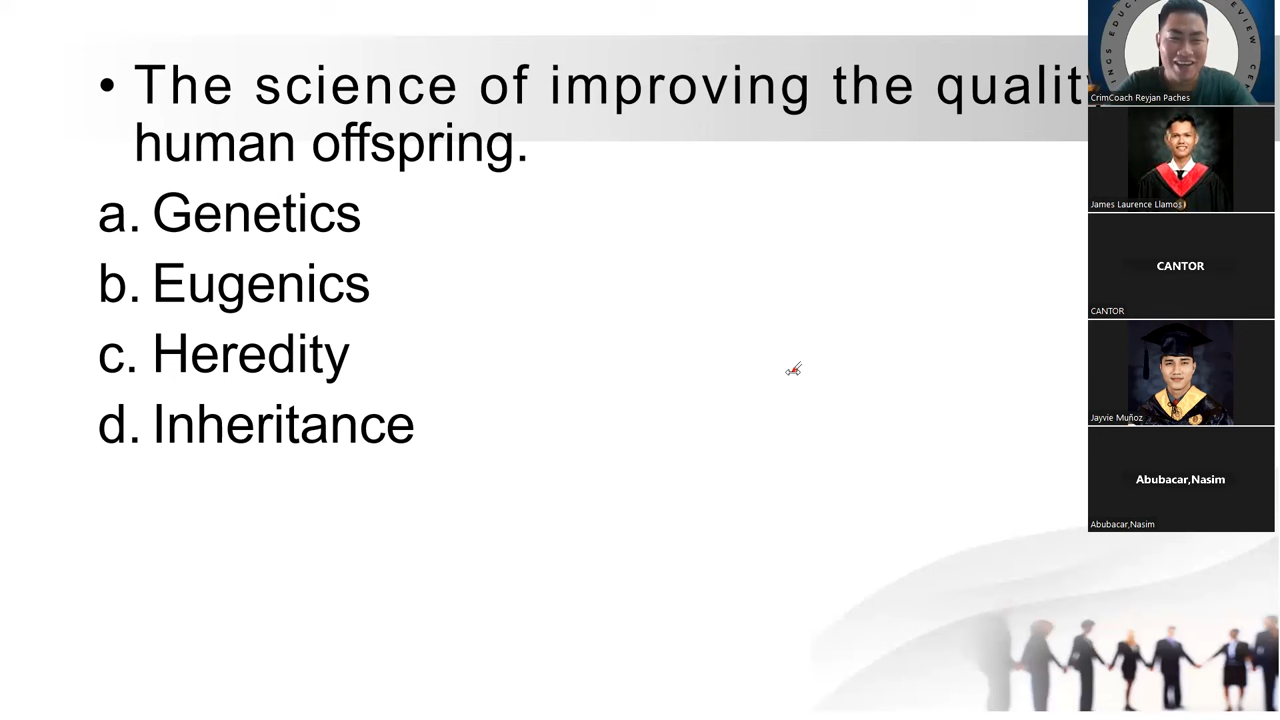 • The science of improving the quality
human offspring.
a. Genetics
b. Eugenics
c. Heredity
d. Inheritance
CrimCoach Reyjan Paches
James Laurence Llamos
CANTOR
CANTOR
Jayvie Muñoz
Abubacar,Nasim
Abubacar,Nasim